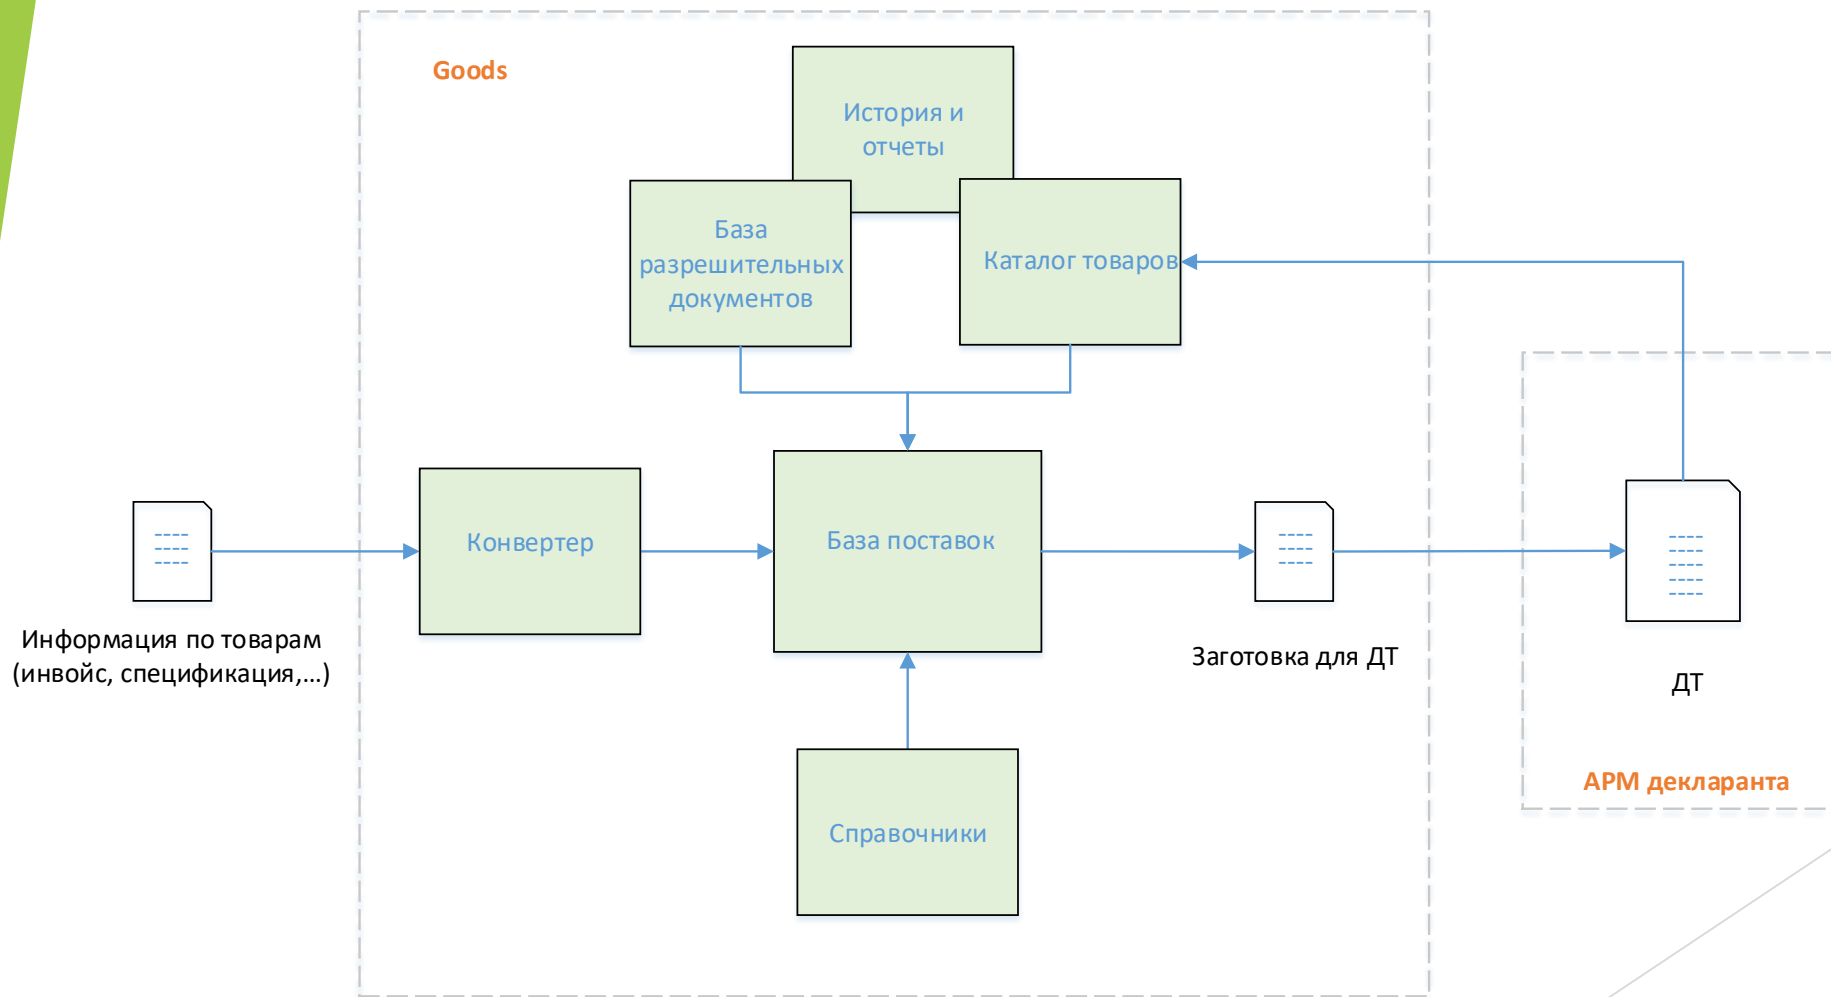 Goods
История и
отчеты
База
разрешительных
документов
Каталог товаров
Конвертер
База поставок
Информация по товарам
(инвойс, спецификация,...)
Заготовка для ДТ
ДТ
АРМ декларанта
Справочники